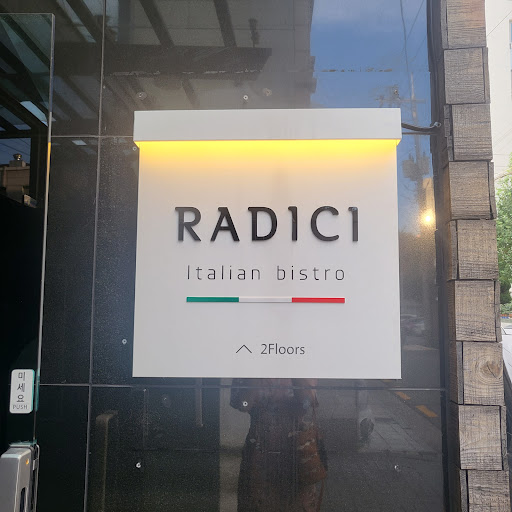 RADICI
Italian bistro
2Floors
미세요
PUSH